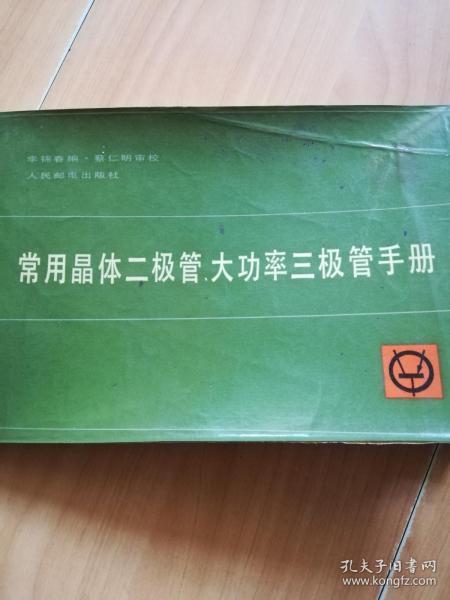 李锦春编·蔡仁明审校
人民邮电出版社
常用晶体二极管、大功率三极管手册
孔夫子旧书网
www.kongfz.com